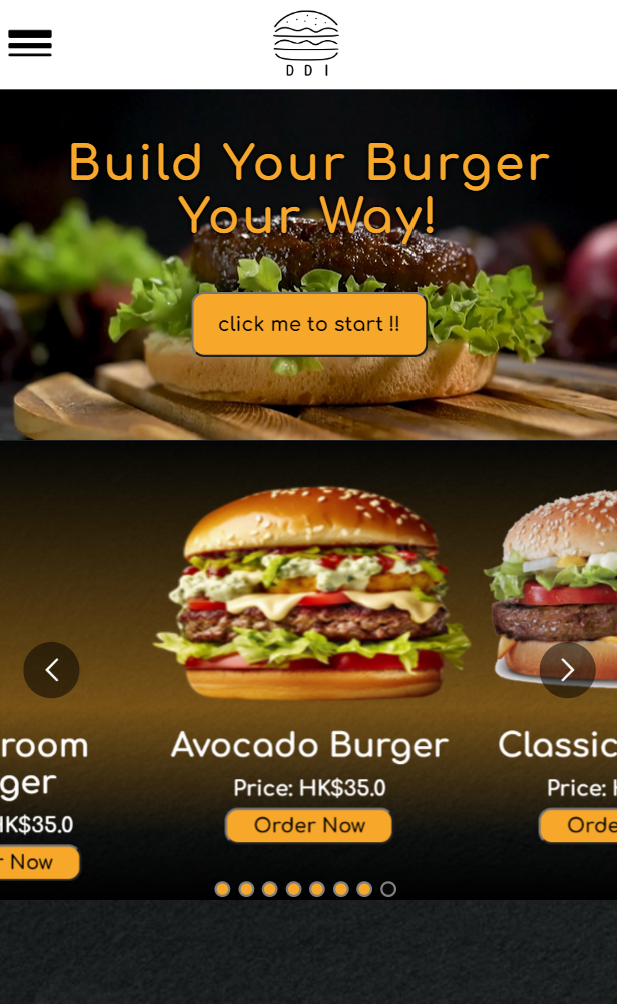 DDI
Build Your Burger
Your Way!
click me to start !!
Avocado Burger
Price: HK$35.0
Order Now
Classic
Price:
room
ger
HK$35.0
Now